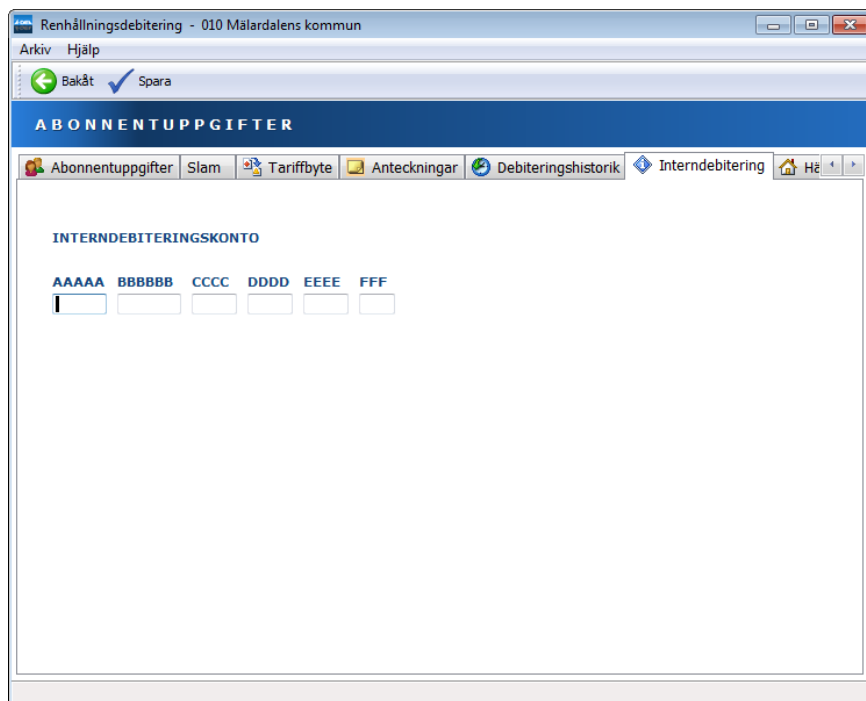 Renhållningsdebitering - 010 Mälardalens kommun
Arkiv Hjälp
Bakåt Spara
ABONNENTUPPGIFTER
Abonnentuppgifter Slam Tariffbyte Anteckningar Debiteringshistorik Interndebitering Hä
INTERNDEBITERINGSKONTO
AAAAA BBBBBB CCCC DDDD EEEE FFF